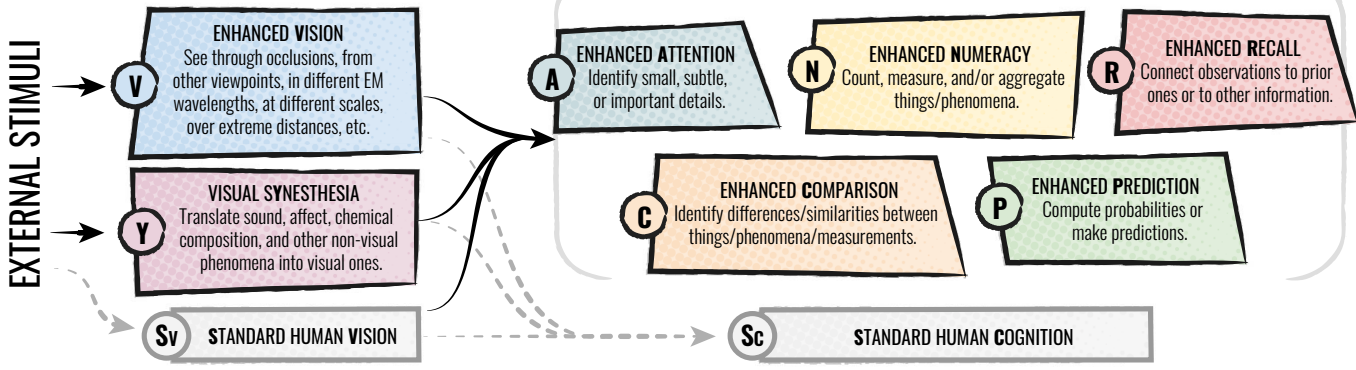 EXTERNAL STIMULI
V
ENHANCED VISION
See through occlusions, from
other viewpoints, in different EM
wavelengths, at different scales,
over extreme distances, etc.
Y
VISUAL SYNESTHESIA
Translate sound, affect, chemical
composition, and other non-visual
phenomena into visual ones.
SV
STANDARD HUMAN VISION
A
ENHANCED ATTENTION
Identify small, subtle,
or important details.
N
ENHANCED NUMERACY
Count, measure, and/or aggregate
things/phenomena.
R
ENHANCED RECALL
Connect observations to prior
ones or to other information.
C
ENHANCED COMPARISON
Identify differences/similarities between
things/phenomena/measurements.
P
ENHANCED PREDICTION
Compute probabilities or
make predictions.
SC
STANDARD HUMAN COGNITION